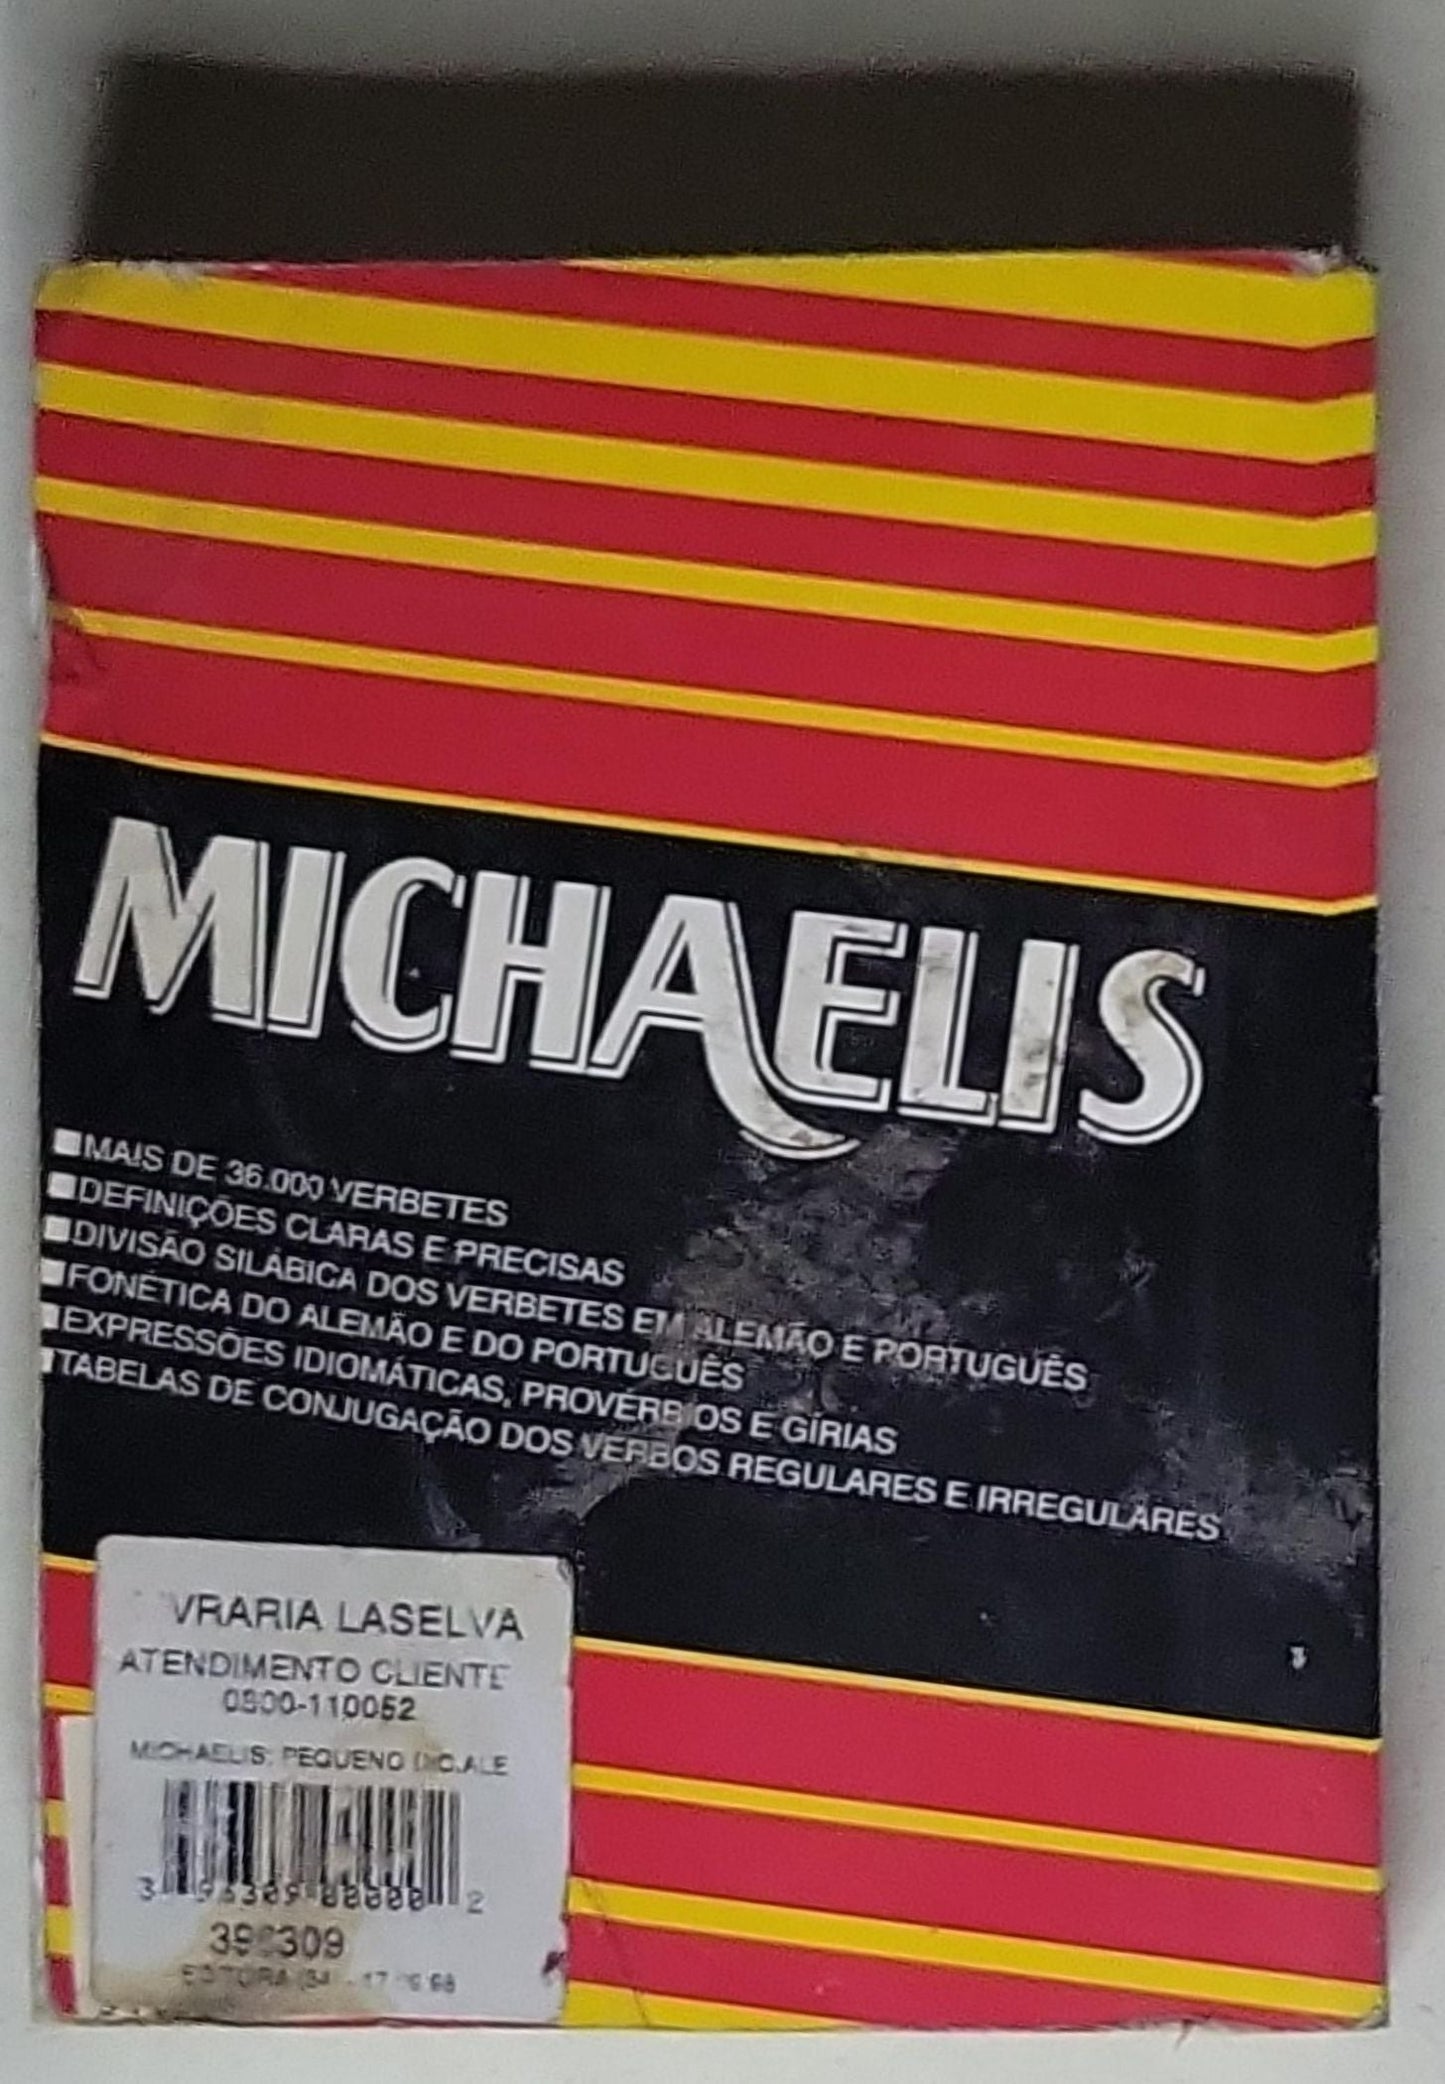 MICHAELIS
MAIS DE 36.000 VERBETES
DEFINIÇÕES CLARAS E PRECISAS
DIVISÃO SILÁBICA DOS VERBETES EM ALEMÃO E PORTUGUÊS
FONÉTICA DO ALEMÃO E DO PORTUGUÊS
EXPRESSÕES IDIOMÁTICAS, PROVÉRBIOS E GÍRIAS
TABELAS DE CONJUGAÇÃO DOS VERBOS REGULARES E IRREGULARES
VRARIA LASELVA
ATENDIMENTO CLIENTE
0800-110052
MICHAELIS: PEQUENO DIC.ALE
396309
EDITORA